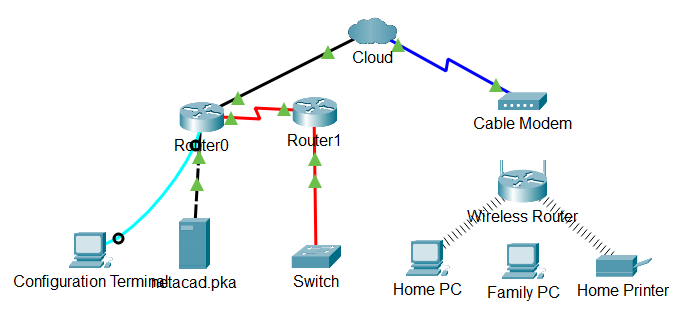 Cloud
Cable Modem
Router0
Router1
Wireless Router
Configuration Terminal
netacad.pka
Switch
Home PC
Family PC
Home Printer